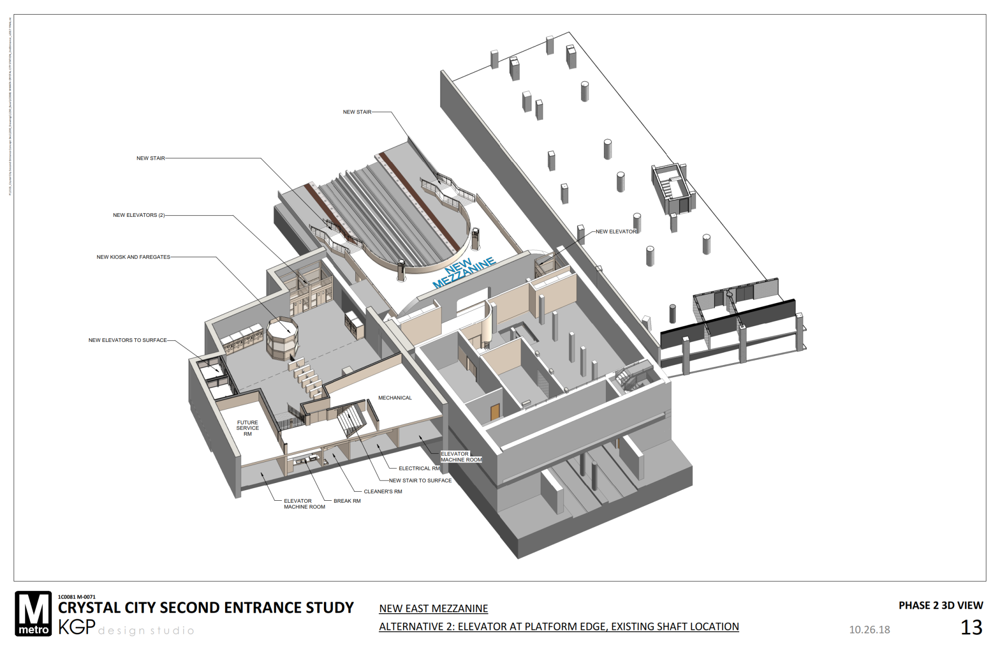 NEW STAIR
NEW STAIR
NEW ELEVATORS (2)
NEW ELEVATOR
NEW KIOSK AND FAREGATES
NEW
MEZZANINE
NEW ELEVATORS TO SURFACE
MECHANICAL
FUTURE
SERVICE
RM
ELEVATOR
MACHINE ROOM
ELECTRICAL RM
NEW STAIR TO SURFACE
CLEANER'S RM
BREAK RM
ELEVATOR
MACHINE ROOM
M
metro
1C0081 M-0071
CRYSTAL CITY SECOND ENTRANCE STUDY
KGP design studio
NEW EAST MEZZANINE
ALTERNATIVE 2: ELEVATOR AT PLATFORM EDGE, EXISTING SHAFT LOCATION
PHASE 2 3D VIEW
10.26.18
13